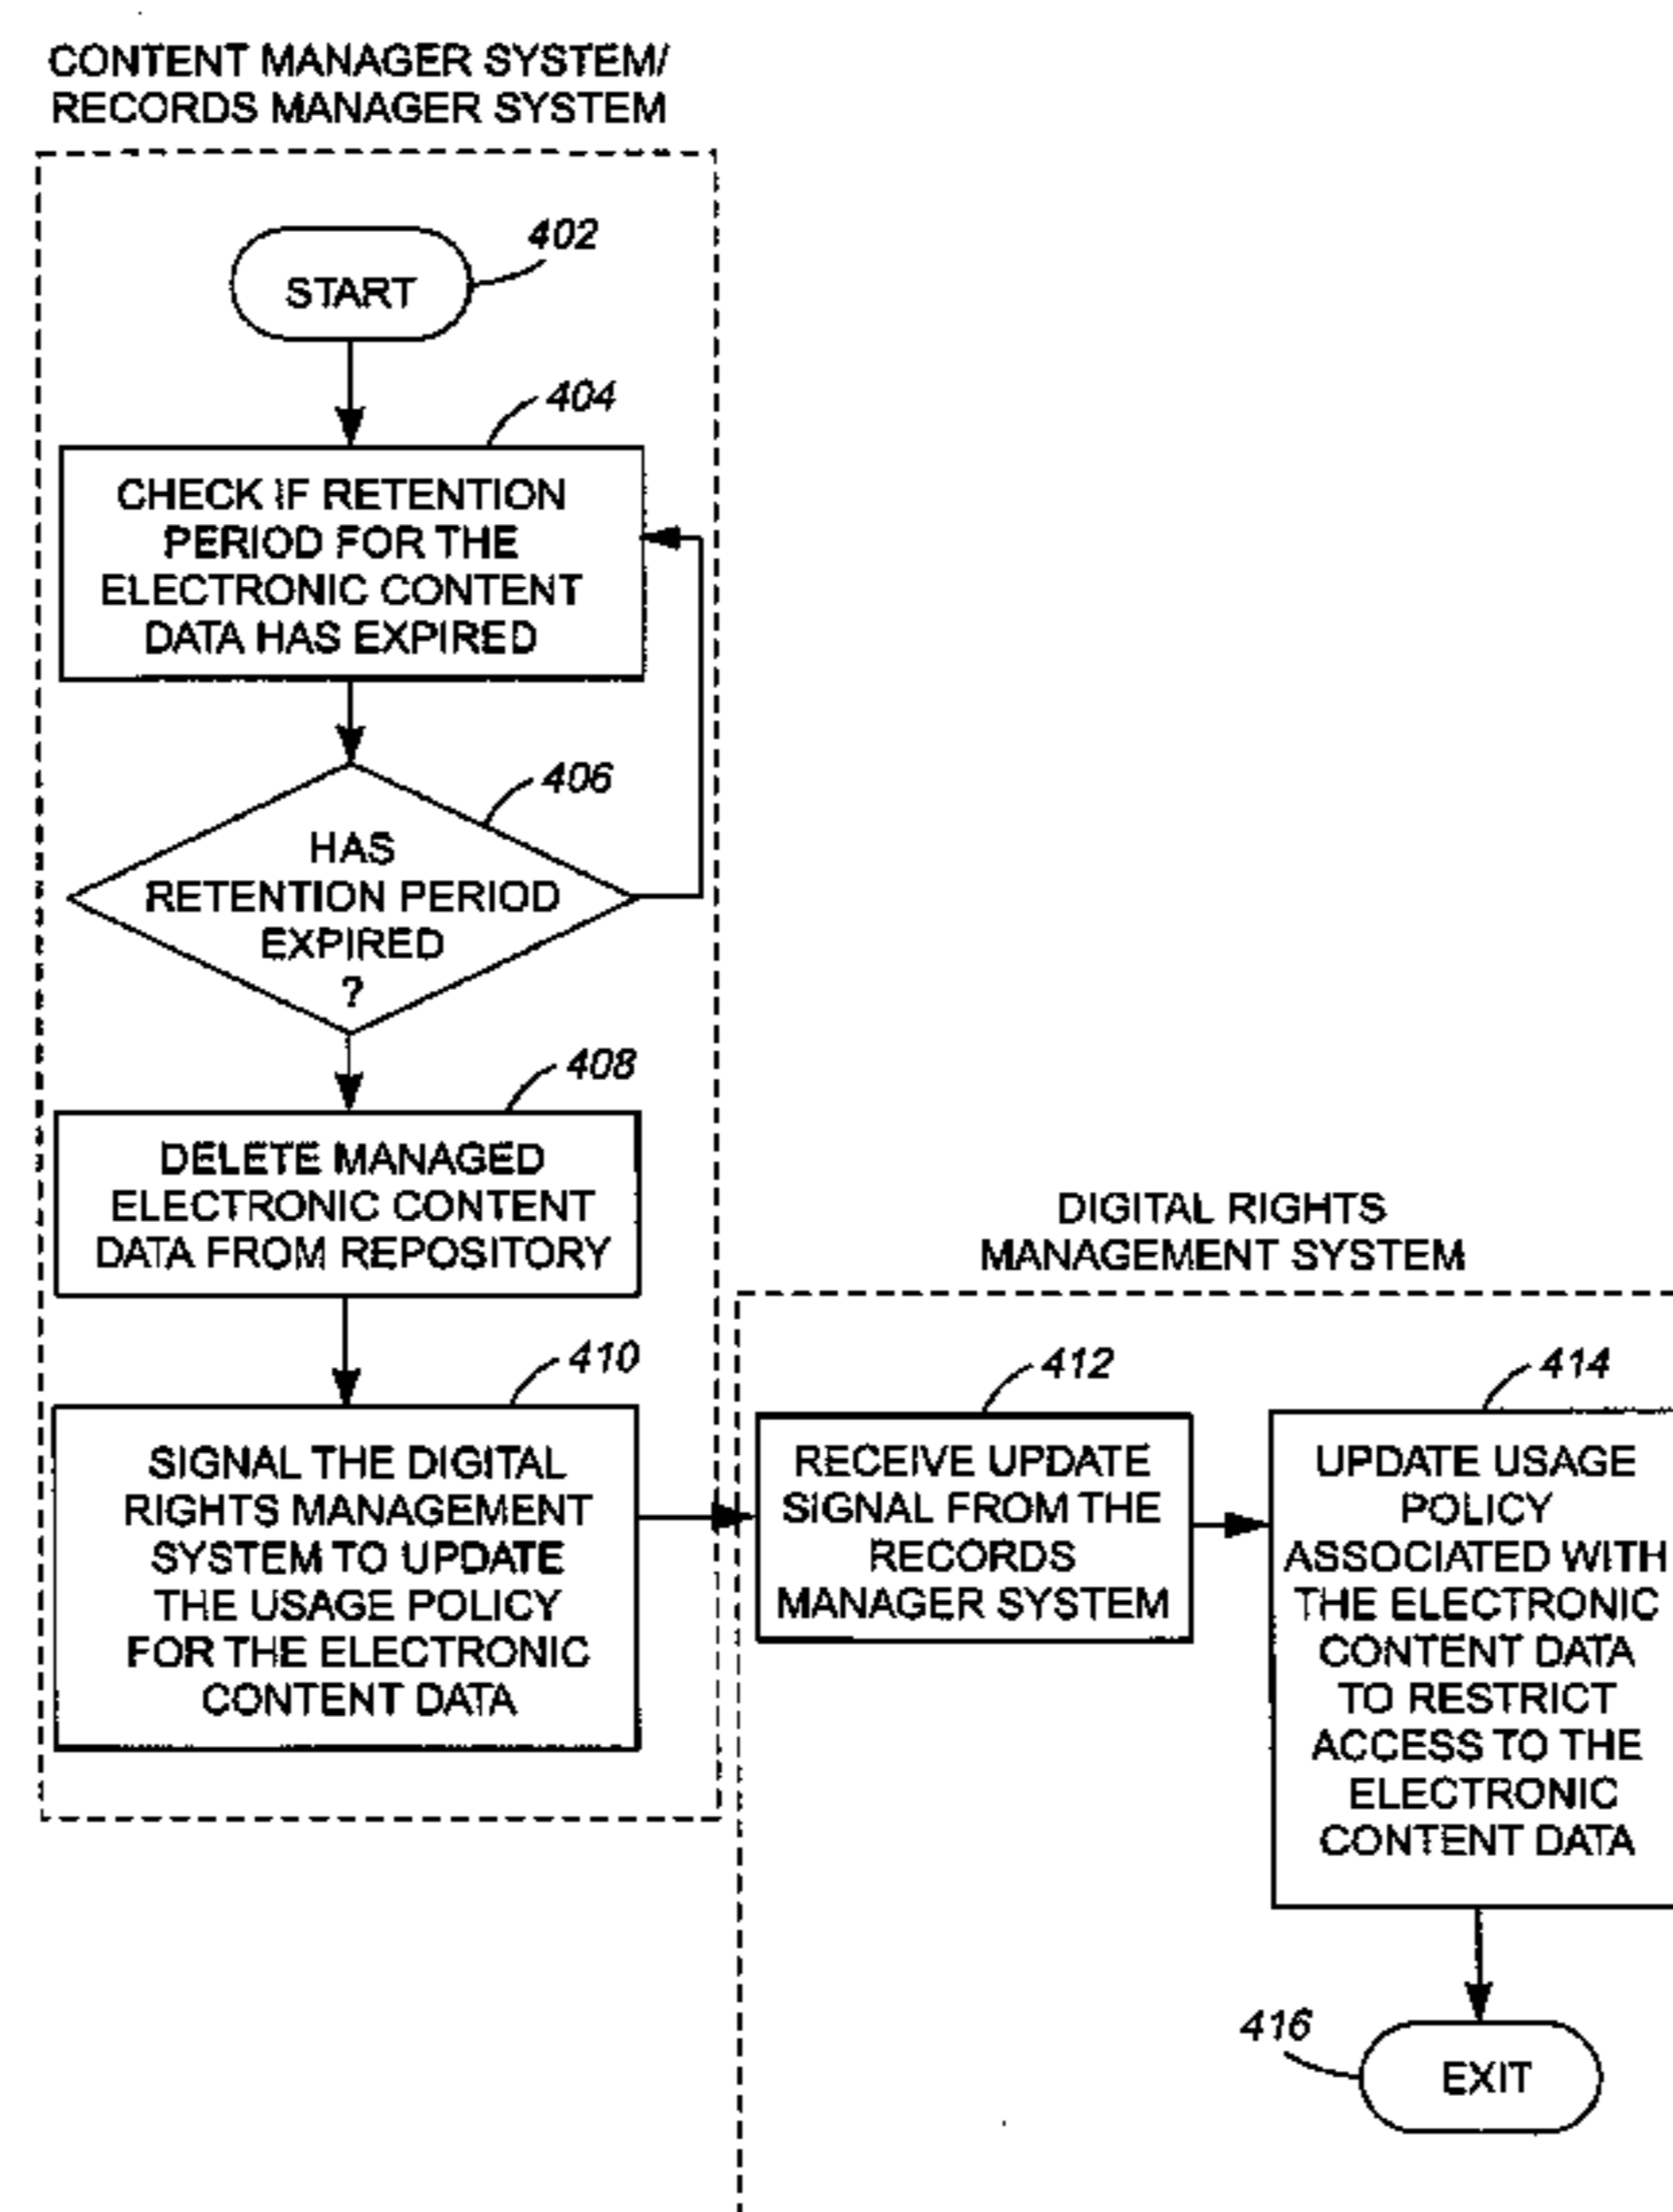 CONTENT MANAGER SYSTEM/
RECORDS MANAGER SYSTEM
402
START
404
CHECK IF RETENTION
PERIOD FOR THE
ELECTRONIC CONTENT
DATA HAS EXPIRED
406
HAS
RETENTION PERIOD
EXPIRED
?
408
DELETE MANAGED
ELECTRONIC CONTENT
DATA FROM REPOSITORY
410
SIGNAL THE DIGITAL
RIGHTS MANAGEMENT
SYSTEM TO UPDATE
THE USAGE POLICY
FOR THE ELECTRONIC
CONTENT DATA
DIGITAL RIGHTS
MANAGEMENT SYSTEM
412
RECEIVE UPDATE
SIGNAL FROM THE
RECORDS
MANAGER SYSTEM
414
UPDATE USAGE
POLICY
ASSOCIATED WITH
THE ELECTRONIC
CONTENT DATA
TO RESTRICT
ACCESS TO THE
ELECTRONIC
CONTENT DATA
416
EXIT